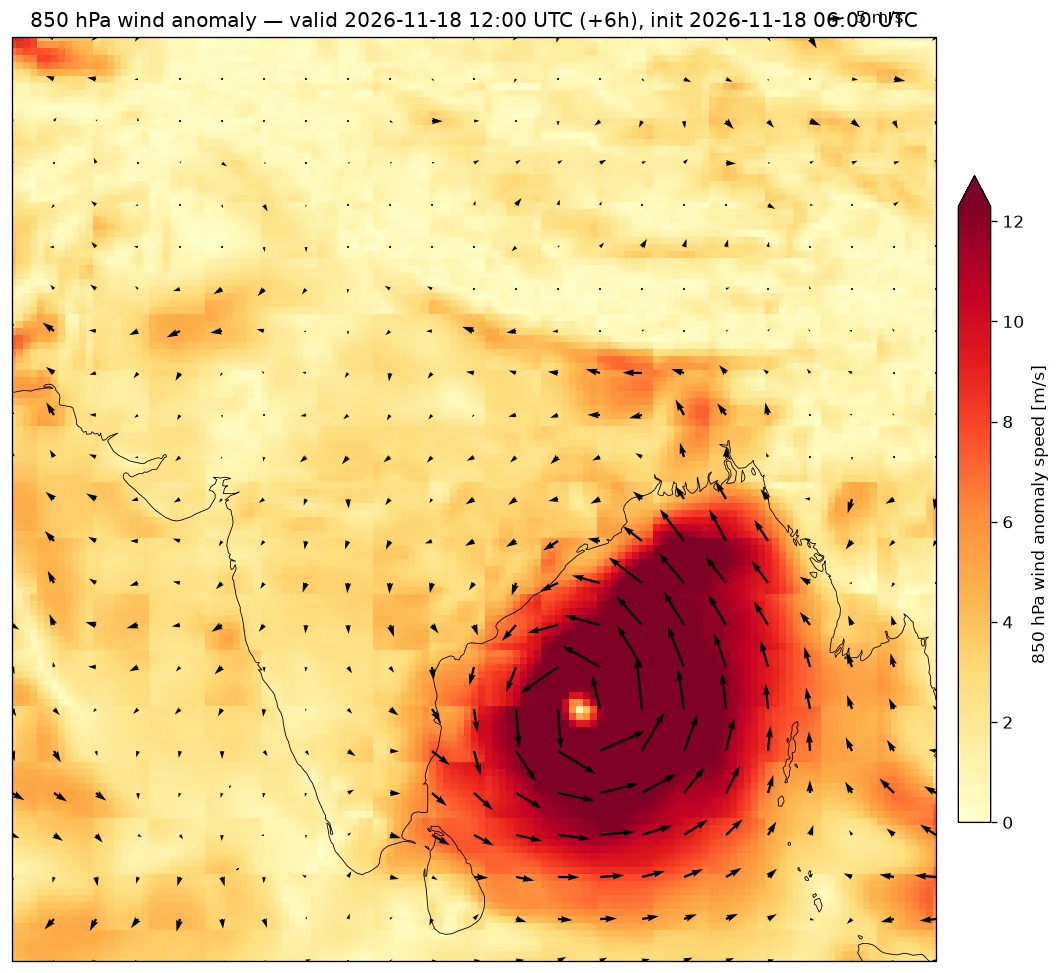 850 hPa wind anomaly — valid 2026-11-18 12:00 UTC (+6h), init 2026-11-18 06:00 UTC
5 m/s
12
10
8
6
4
2
0
850 hPa wind anomaly speed [m/s]